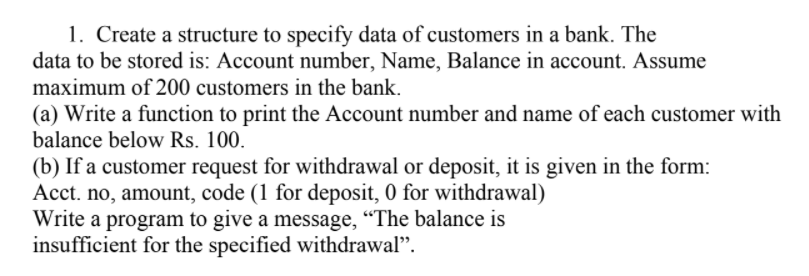 1. Create a structure to specify data of customers in a bank. The
data to be stored is: Account number, Name, Balance in account. Assume
maximum of 200 customers in the bank.
(a) Write a function to print the Account number and name of each customer with
balance below Rs. 100.
(b) If a customer request for withdrawal or deposit, it is given in the form:
Acct. no, amount, code (1 for deposit, 0 for withdrawal)
Write a program to give a message, “The balance is
insufficient for the specified withdrawal”.